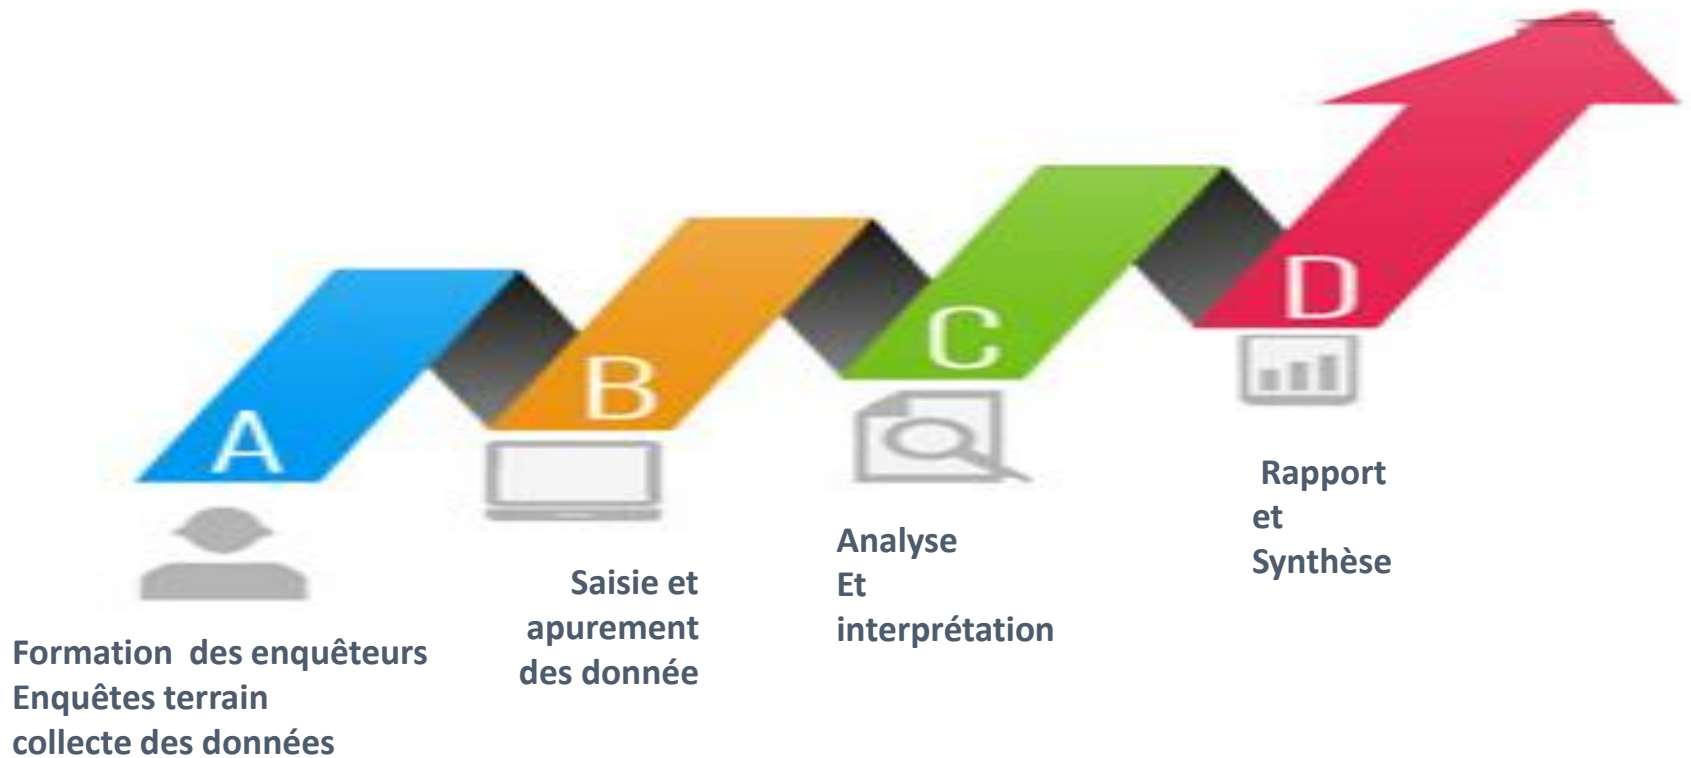 A
Formation des enquêteurs
Enquêtes terrain
collecte des données
B
Saisie et
apurement
des donnée
C
Analyse
Et
interprétation
D
Rapport
et
Synthèse